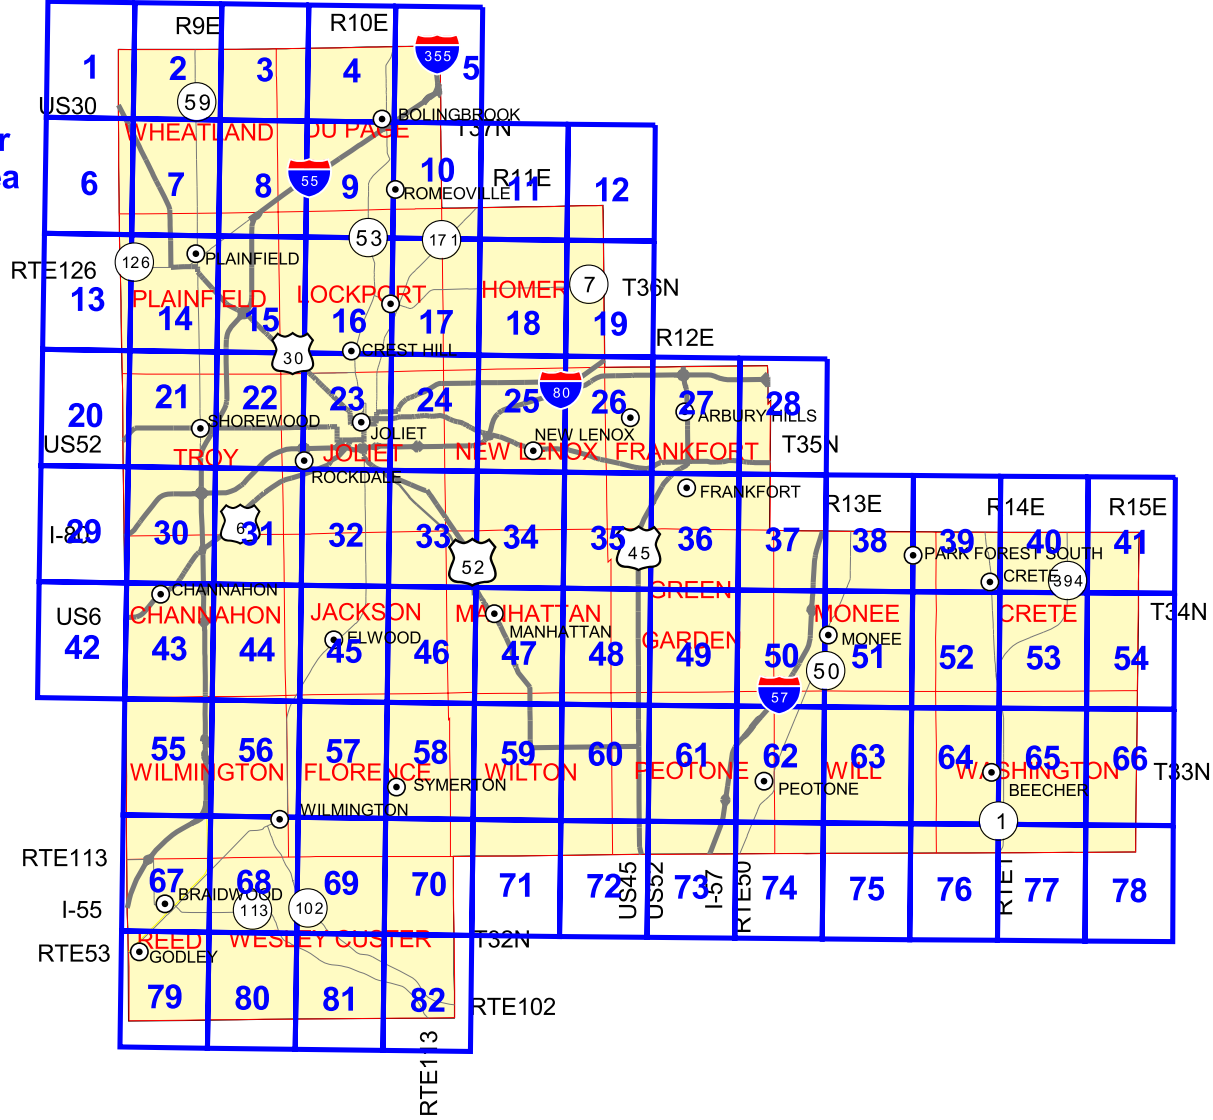 R9E R10E
1 2 3 4 355 5
US30 59 BOLINGBROOK
WHEATLAND DU PAGE T37N
r
ea
6 7 8 55 9 10 R11E 11 12
ROMEOVILLE
53 171
126 PLAINFIELD
RTE126
13 PLAINFIELD LOCKPORT HOMER 7 T36N
14 15 16 17 18 19
30 CREST HILL R12E
20 21 22 23 24 25 80 26 27 28
SHOREWOOD JOLIET NEW LENOX ARBURY HILLS
US52 TROY JOLIET NEW LENOX FRANKFORT T35N
ROCKDALE FRANKFORT
R13E R14E R15E
I-80 29 30 6 31 32 33 34 35 45 36 37 38 39 40 41
52 PARK FOREST SOUTH
CHANNAHON GREEN CRETE 394
US6 CHANNAHON JACKSON MANHATTAN MONEE CRETE T34N
ELWOOD MANHATTAN GARDEN MONEE
42 43 44 45 46 47 48 49 50 51 52 53 54
57 50
55 56 57 58 59 60 61 62 63 64 65 66
WILMINGTON FLORENCE WILTON PEOTONE WILL WASHINGTON T33N
SYMERTON PEOTONE BEECHER
WILMINGTON 1
RTE113
67 68 69 70 71 72 73 74 75 76 77 78
BRAIDWOOD
I-55 113 102 US45 US52 I-57 RTE50 RTE1
REED WESLEY CUSTER T32N
RTE53 GODLEY
79 80 81 82 RTE102
RTE113